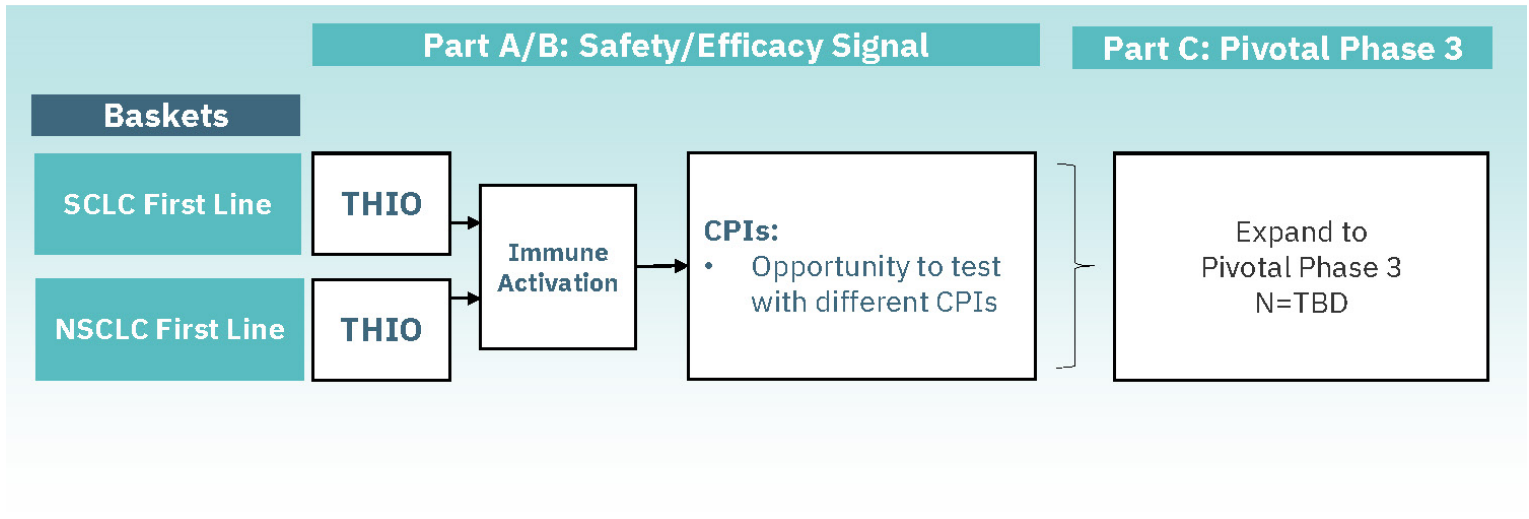 Part A/B: Safety/Efficacy Signal
Part C: Pivotal Phase 3
Baskets
SCLC First Line
THIO
NSCLC First Line
THIO
Immune
Activation
CPIs:
• Opportunity to test
with different CPIs
Expand to
Pivotal Phase 3
N=TBD